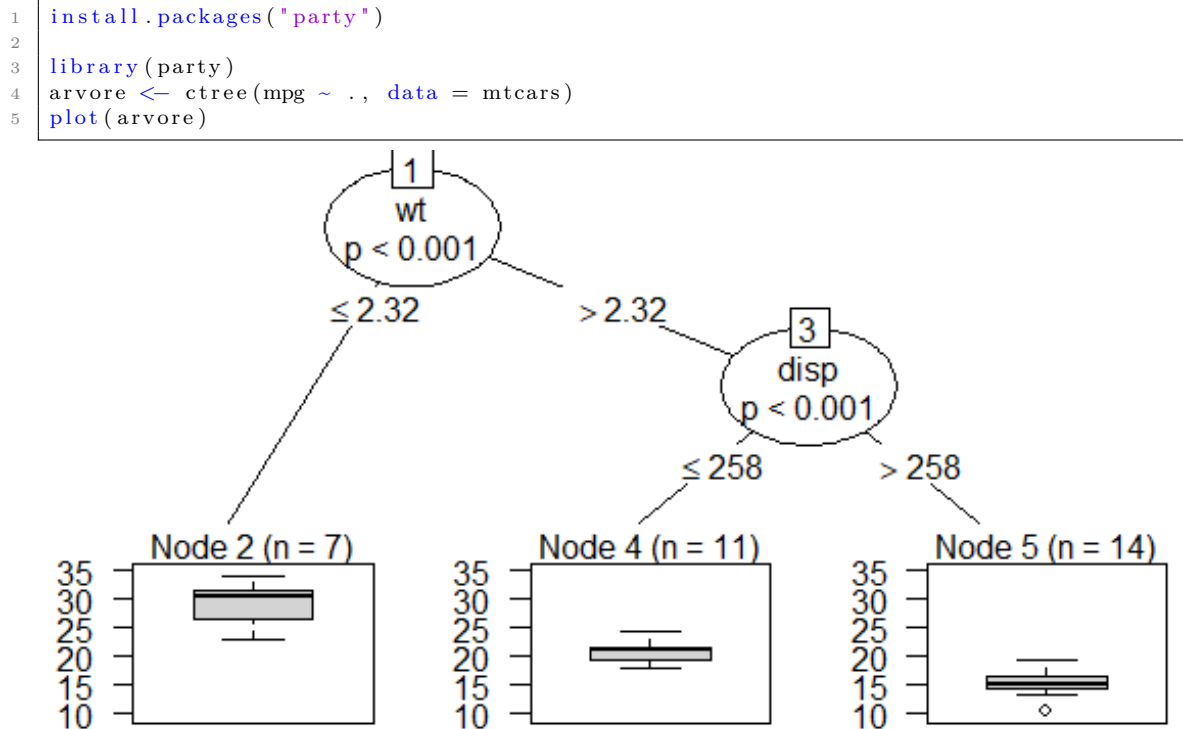 1 install.packages("party")
2
3 library(party)
4 arvore <- ctree(mpg ~ ., data = mtcars)
5 plot(arvore)
1
wt
p < 0.001
≤ 2.32 > 2.32
3
disp
p < 0.001
≤ 258 > 258
Node 2 (n = 7) Node 4 (n = 11) Node 5 (n = 14)
35 35 35
30 30 30
25 25 25
20 20 20
15 15 15
10 10 10